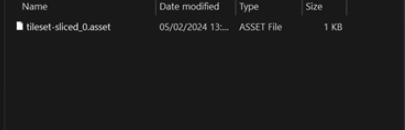 Name Date modified Type Size
tileset-sliced_0.asset 05/02/2024 13:... ASSET File 1 KB